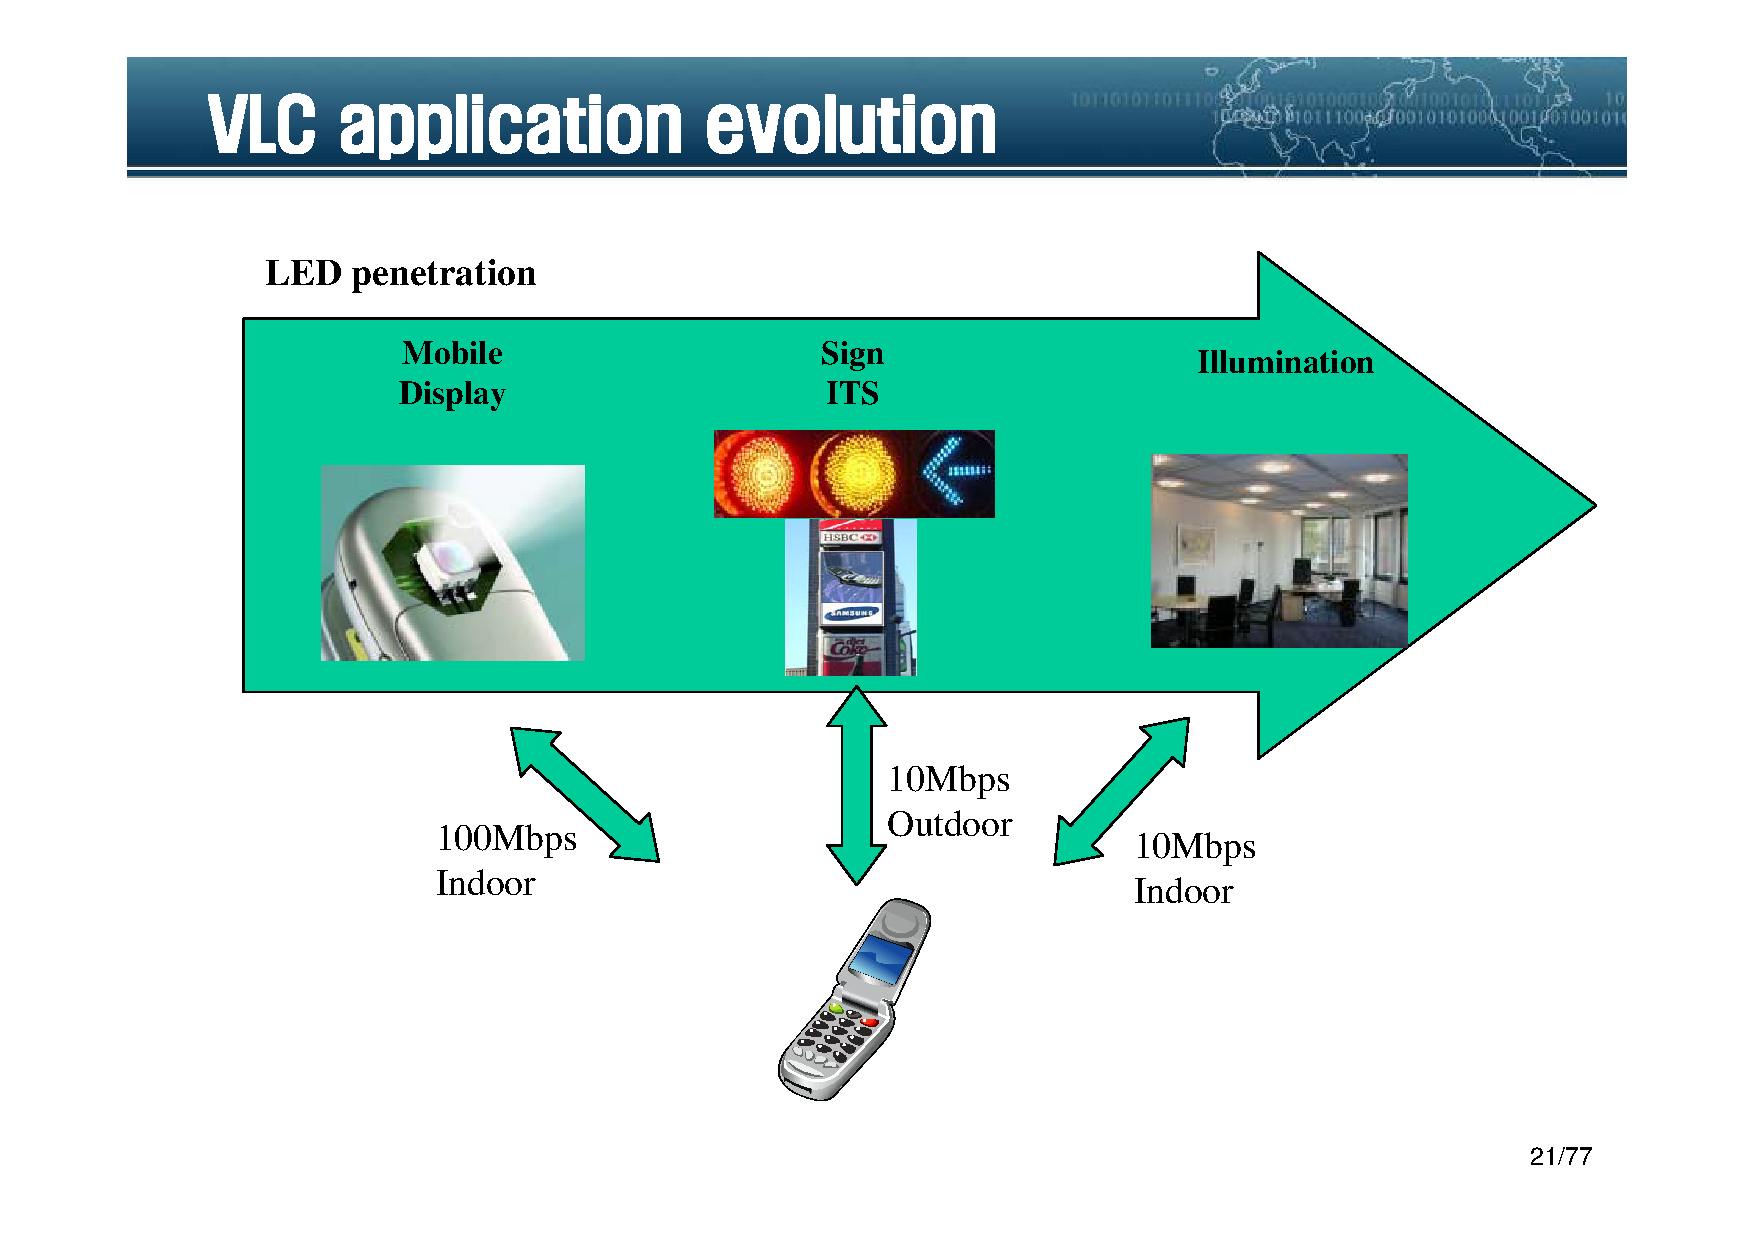 VLC application evolution
LED penetration
Mobile
Display
Sign
ITS
Illumination
HSBC
SAMSUNG
diet
Coke
10Mbps
Outdoor
100Mbps
Indoor
10Mbps
Indoor
21/77